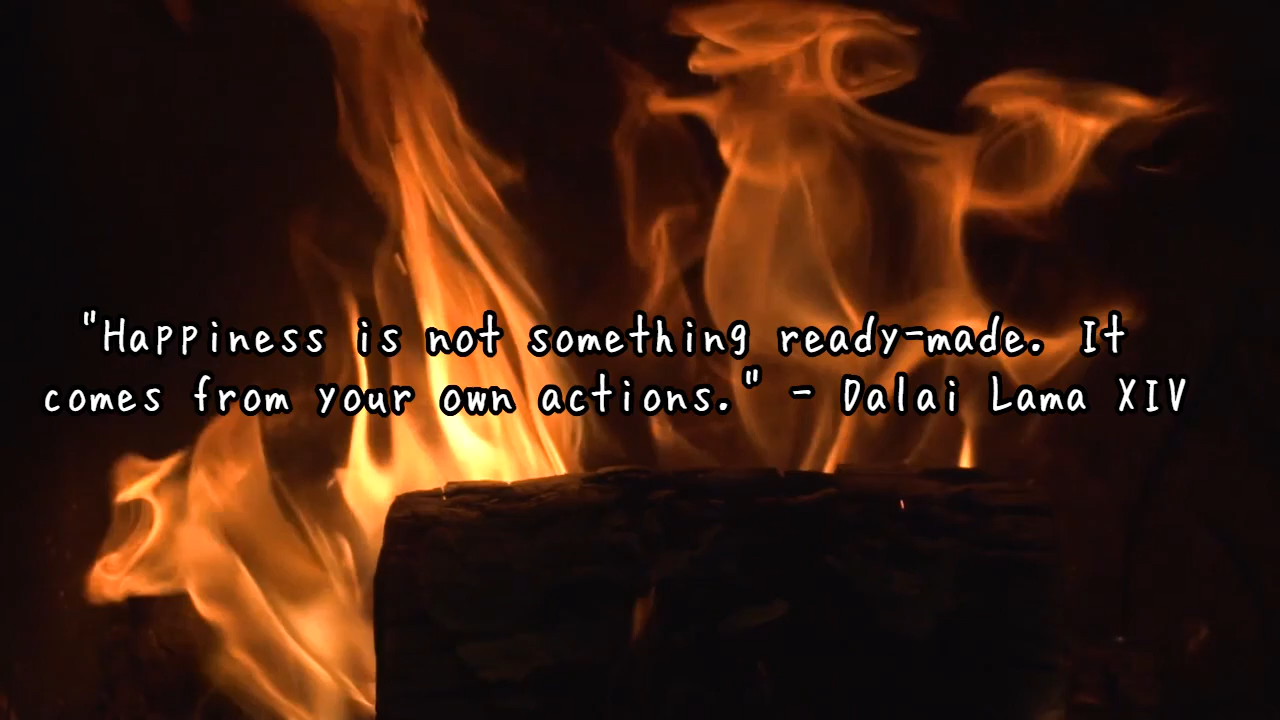 "Happiness is not something ready-made. It
comes from your own actions." - Dalai Lama XIV